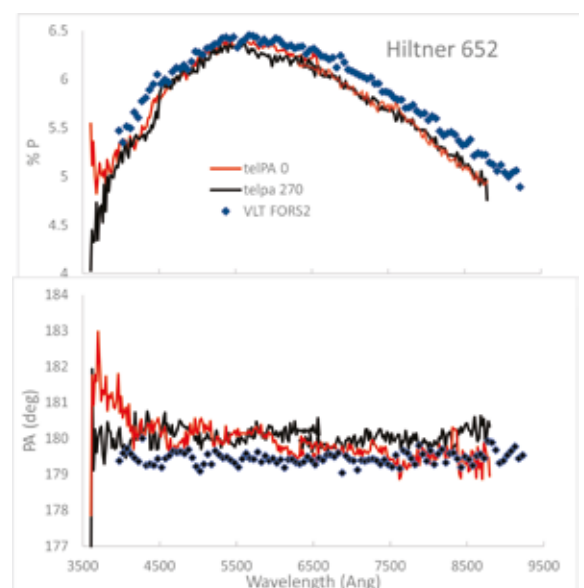 Hiltner 652
6.5
6
5.5
5
4.5
4
% P
telPA 0
telpa 270
VLT FORS2
184
183
182
181
180
179
178
177
PA (deg)
3500 4500 5500 6500 7500 8500 9500
Wavelength (Ang)